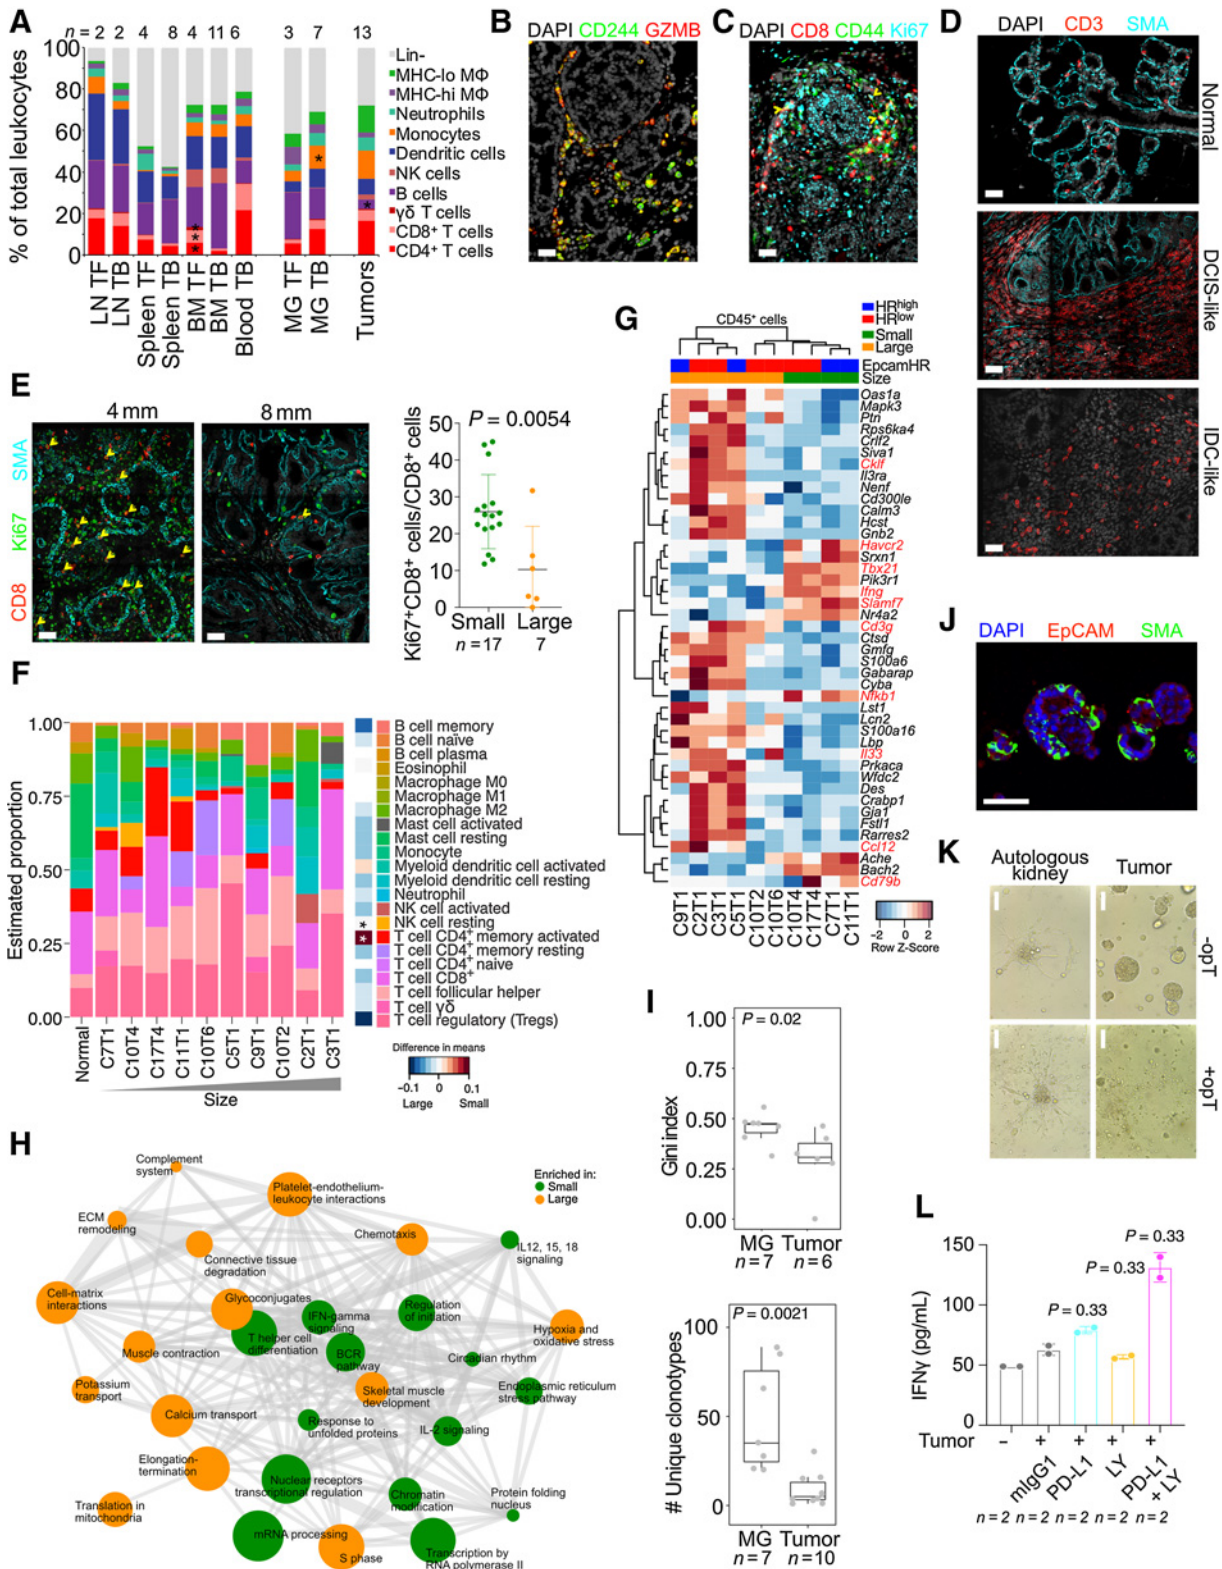 A
n = 2 2 4 8 4 11 6 3 7 13
% of total leukocytes
100
80
60
40
20
0
Lin-
MHC-lo MΦ
MHC-hi MΦ
Neutrophils
Monocytes
Dendritic cells
NK cells
B cells
γδ T cells
CD8+ T cells
CD4+ T cells
*
*
*
*
*
LN TF
LN TB
Spleen TF
Spleen TB
BM TF
BM TB
Blood TB
MG TF
MG TB
Tumors
B
DAPI CD244 GZMB
C
DAPI CD8 CD44 Ki67
D
DAPI CD3 SMA
Normal
DCIS-like
IDC-like
E
4 mm 8 mm
CD8 Ki67 SMA
P = 0.0054
Ki67+CD8+ cells/CD8+ cells
50
40
30
20
10
0
Small Large
n = 17 7
F
Estimated proportion
1.00
0.75
0.50
0.25
0.00
Normal
C7T1
C10T4
C17T4
C11T1
C10T6
C5T1
C9T1
C10T2
C2T1
C3T1
Size
B cell memory
B cell naïve
B cell plasma
Eosinophil
Macrophage M0
Macrophage M1
Macrophage M2
Mast cell activated
Mast cell resting
Monocyte
Myeloid dendritic cell activated
Myeloid dendritic cell resting
Neutrophil
NK cell activated
* NK cell resting
* T cell CD4+ memory activated
T cell CD4+ memory resting
T cell CD4+ naive
T cell CD8+
T cell follicular helper
T cell γδ
T cell regulatory (Tregs)
Difference in means
-0.1 0 0.1
Large Small
G
CD45+ cells
HRhigh
HRlow
Small
Large
EpcamHR
Size
Oas1a
Mapk3
Ptn
Rps6ka4
Crlf2
Siva1
Cklf
Il3ra
Nenf
Cd300le
Calm3
Hcst
Gnb2
Havcr2
Srxn1
Tbx21
Pik3r1
Ifng
Slamf7
Nr4a2
Cd3g
Ctsd
Gmfg
S100a6
Gabarap
Cyba
Nfkb1
Lst1
Lcn2
S100a16
Lbp
Il33
Prkaca
Wfdc2
Des
Crabp1
Gja1
Fstl1
Rarres2
Ccl12
Ache
Bach2
Cd79b
C9T1
C2T1
C3T1
C5T1
C10T2
C10T6
C10T4
C17T4
C7T1
C11T1
−2 0 2
Row Z-Score
H
Enriched in:
Small
Large
Complement
system
Platelet-endothelium-
leukocyte interactions
ECM
remodeling
Chemotaxis
IL12, 15, 18
signaling
Connective tissue
degradation
Cell-matrix
interactions
Glycoconjugates
IFN-gamma
signaling
Regulation
of initiation
T helper cell
differentiation
Hypoxia and
oxidative stress
Muscle contraction
BCR
pathway
Circadian rhythm
Potassium
transport
Skeletal muscle
development
Endoplasmic reticulum
stress pathway
Calcium transport
Response to
unfolded proteins
IL-2 signaling
Elongation-
termination
Nuclear receptors
transcriptional regulation
Chromatin
modification
Protein folding
nucleus
Translation in
mitochondria
mRNA processing
S phase
Transcription by
RNA polymerase II
I
P = 0.02
Gini index
1.00
0.75
0.50
0.25
0.00
MG Tumor
n = 7 n = 6
P = 0.0021
# Unique clonotypes
100
50
0
MG Tumor
n = 7 n = 10
J
DAPI EpCAM SMA
K
Autologous
kidney
Tumor
-opT
+opT
L
IFNγ (pg/mL)
150
100
50
0
P = 0.33
P = 0.33
P = 0.33
Tumor − + + + +
mIgG1
PD-L1
LY
PD-L1
+ LY
n = 2 n = 2 n = 2 n = 2 n = 2